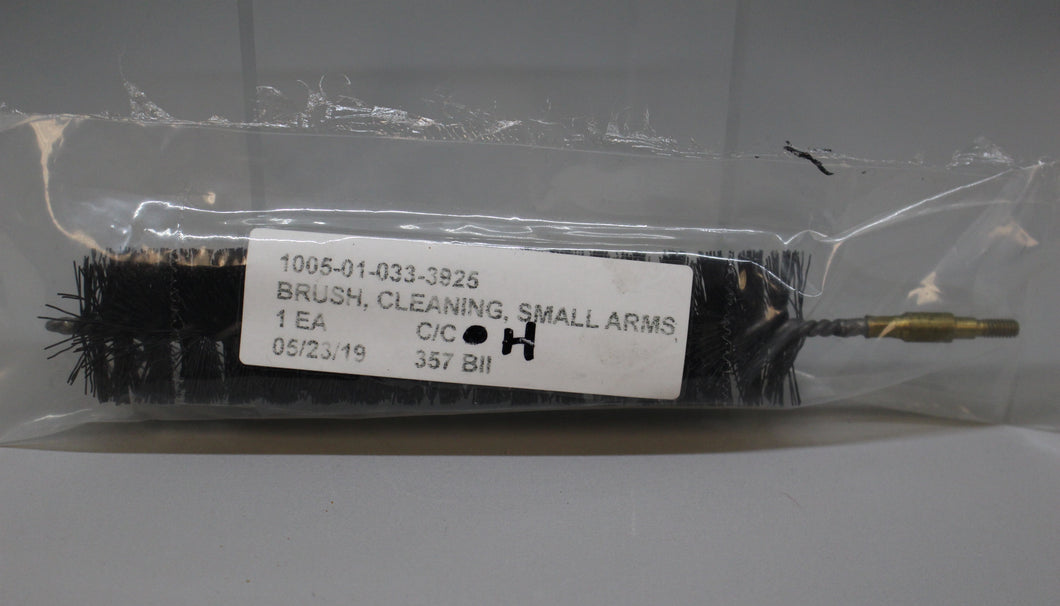 1005-01-033-3925
BRUSH, CLEANING, SMALL ARMS,
1 EA C/C H
05/23/19 357 BII